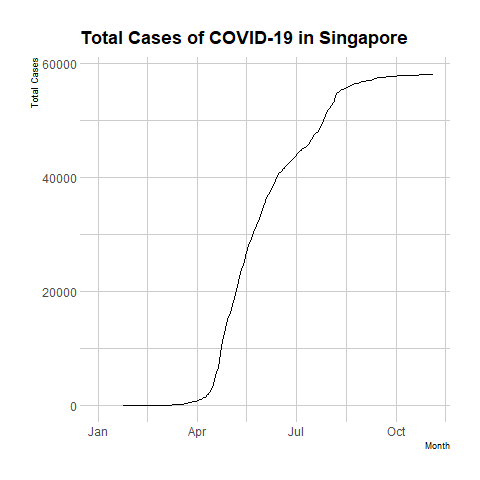 Total Cases of COVID-19 in Singapore
Total Cases
60000
40000
20000
0
Jan Apr Jul Oct
Month